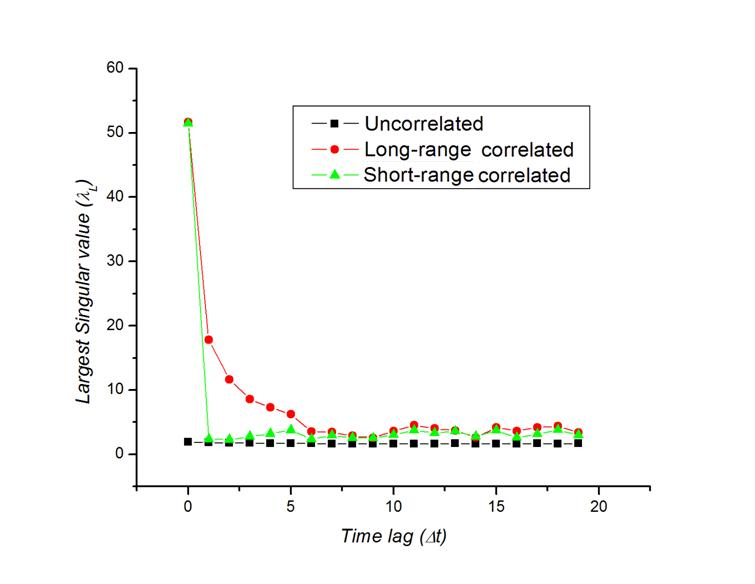 60
50
40
30
20
10
0
Largest Singular value (λL)
Uncorrelated
Long-range correlated
Short-range correlated
0 5 10 15 20
Time lag (Δt)